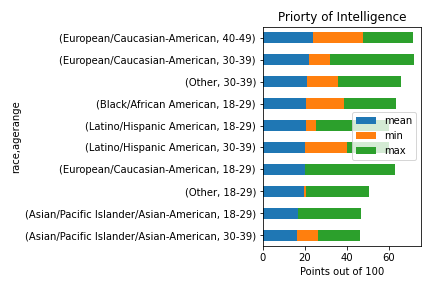 Priorty of Intelligence
(European/Caucasian-American, 40-49)
(European/Caucasian-American, 30-39)
(Other, 30-39)
(Black/African American, 18-29)
(Latino/Hispanic American, 18-29)
(Latino/Hispanic American, 30-39)
(European/Caucasian-American, 18-29)
(Other, 18-29)
(Asian/Pacific Islander/Asian-American, 18-29)
(Asian/Pacific Islander/Asian-American, 30-39)
race,agerange
mean
min
max
0 20 40 60
Points out of 100